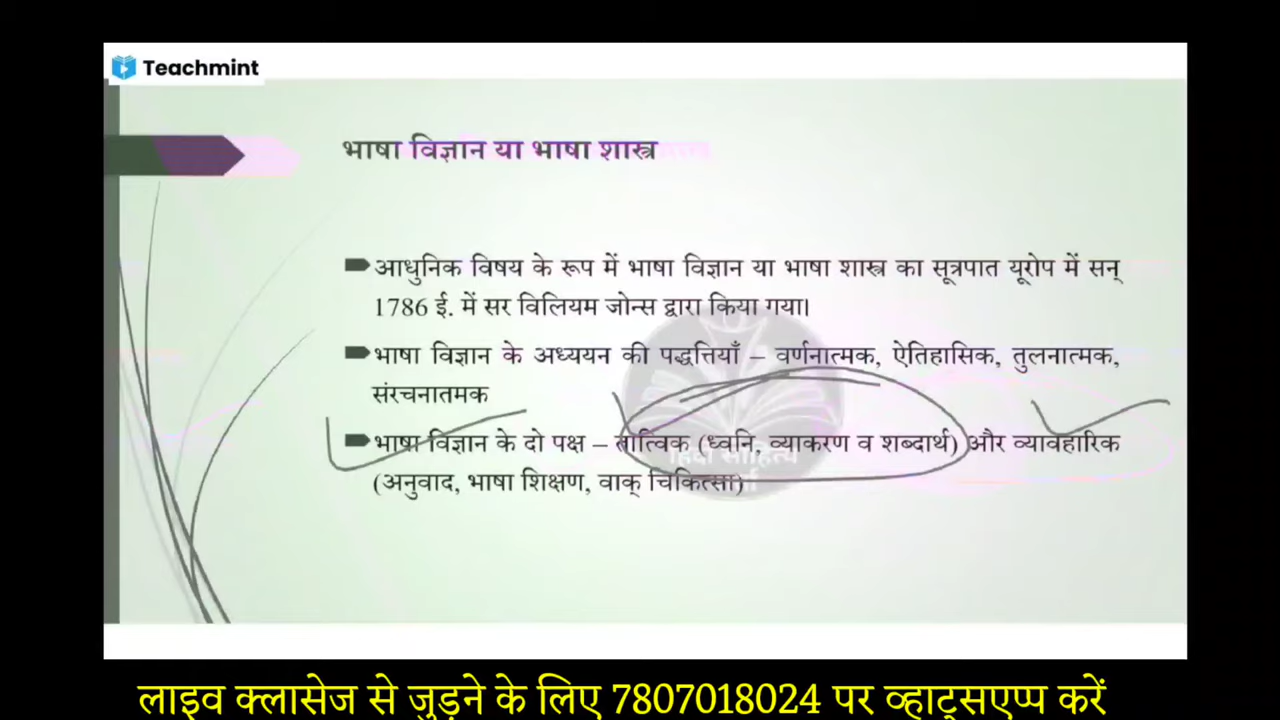 Teachmint
भाषा विज्ञान या भाषा शास्त्र
आधुनिक विषय के रूप में भाषा विज्ञान या भाषा शास्त्र का सूत्रपात यूरोप में सन्
1786 ई. में सर विलियम जोन्स द्वारा किया गया।
भाषा विज्ञान के अध्ययन की पद्धत्तियाँ – वर्णनात्मक, ऐतिहासिक, तुलनात्मक,
संरचनातमक
भाषा विज्ञान के दो पक्ष – तात्त्विक (ध्वनि, व्याकरण व शब्दार्थ) और व्यावहारिक
(अनुवाद, भाषा शिक्षण, वाक् चिकित्सा)
हिंदी साहित्य
लाइव क्लासेज से जुड़ने के लिए 7807018024 पर व्हाट्सएप्प करें